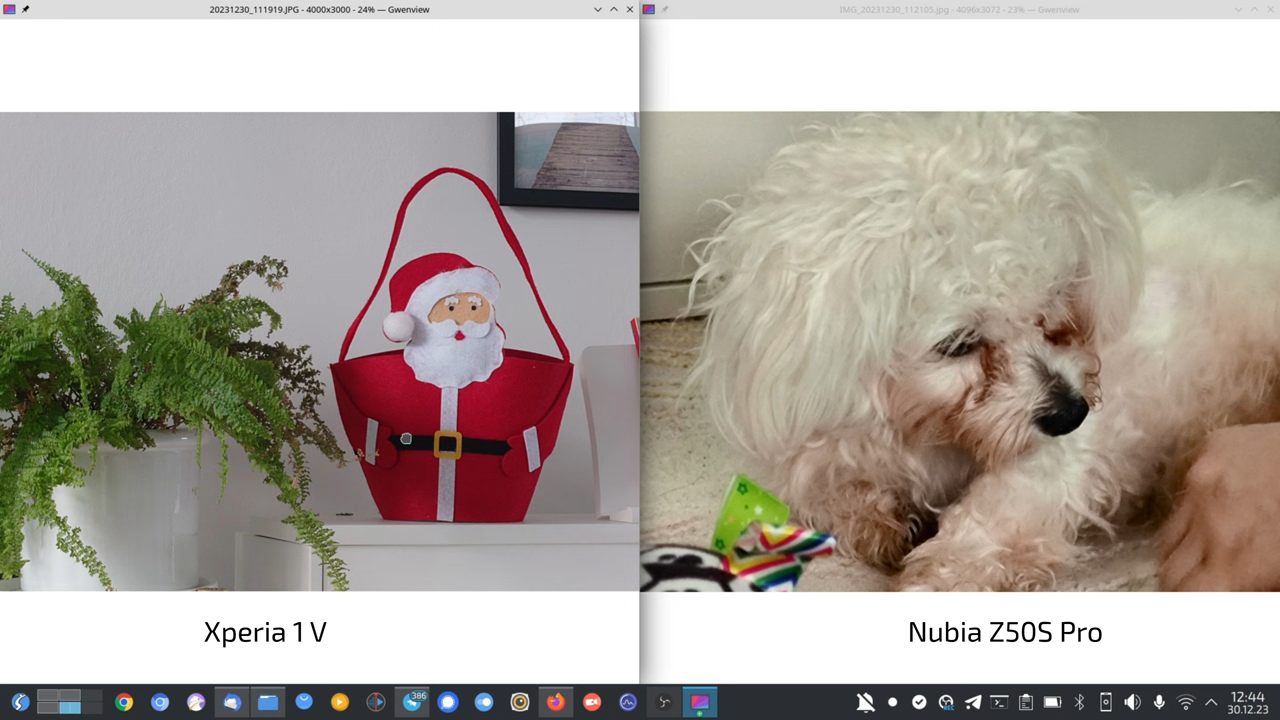 20231230_111919.JPG - 4000x3000 - 24% — Gwenview
IMG_20231230_112105.jpg - 4096x3072 - 23% — Gwenview
Xperia 1 V
Nubia Z50S Pro
386
12:44
30.12.23